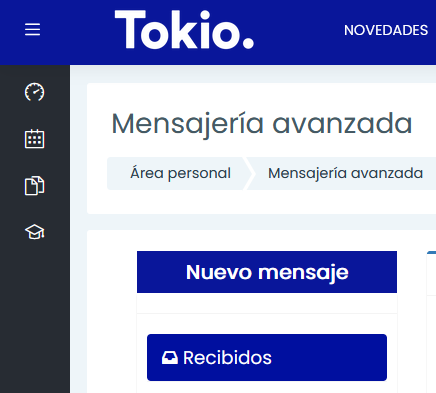 Tokio.
NOVEDADES
Mensajería avanzada
Área personal
Mensajería avanzada
Nuevo mensaje
Recibidos